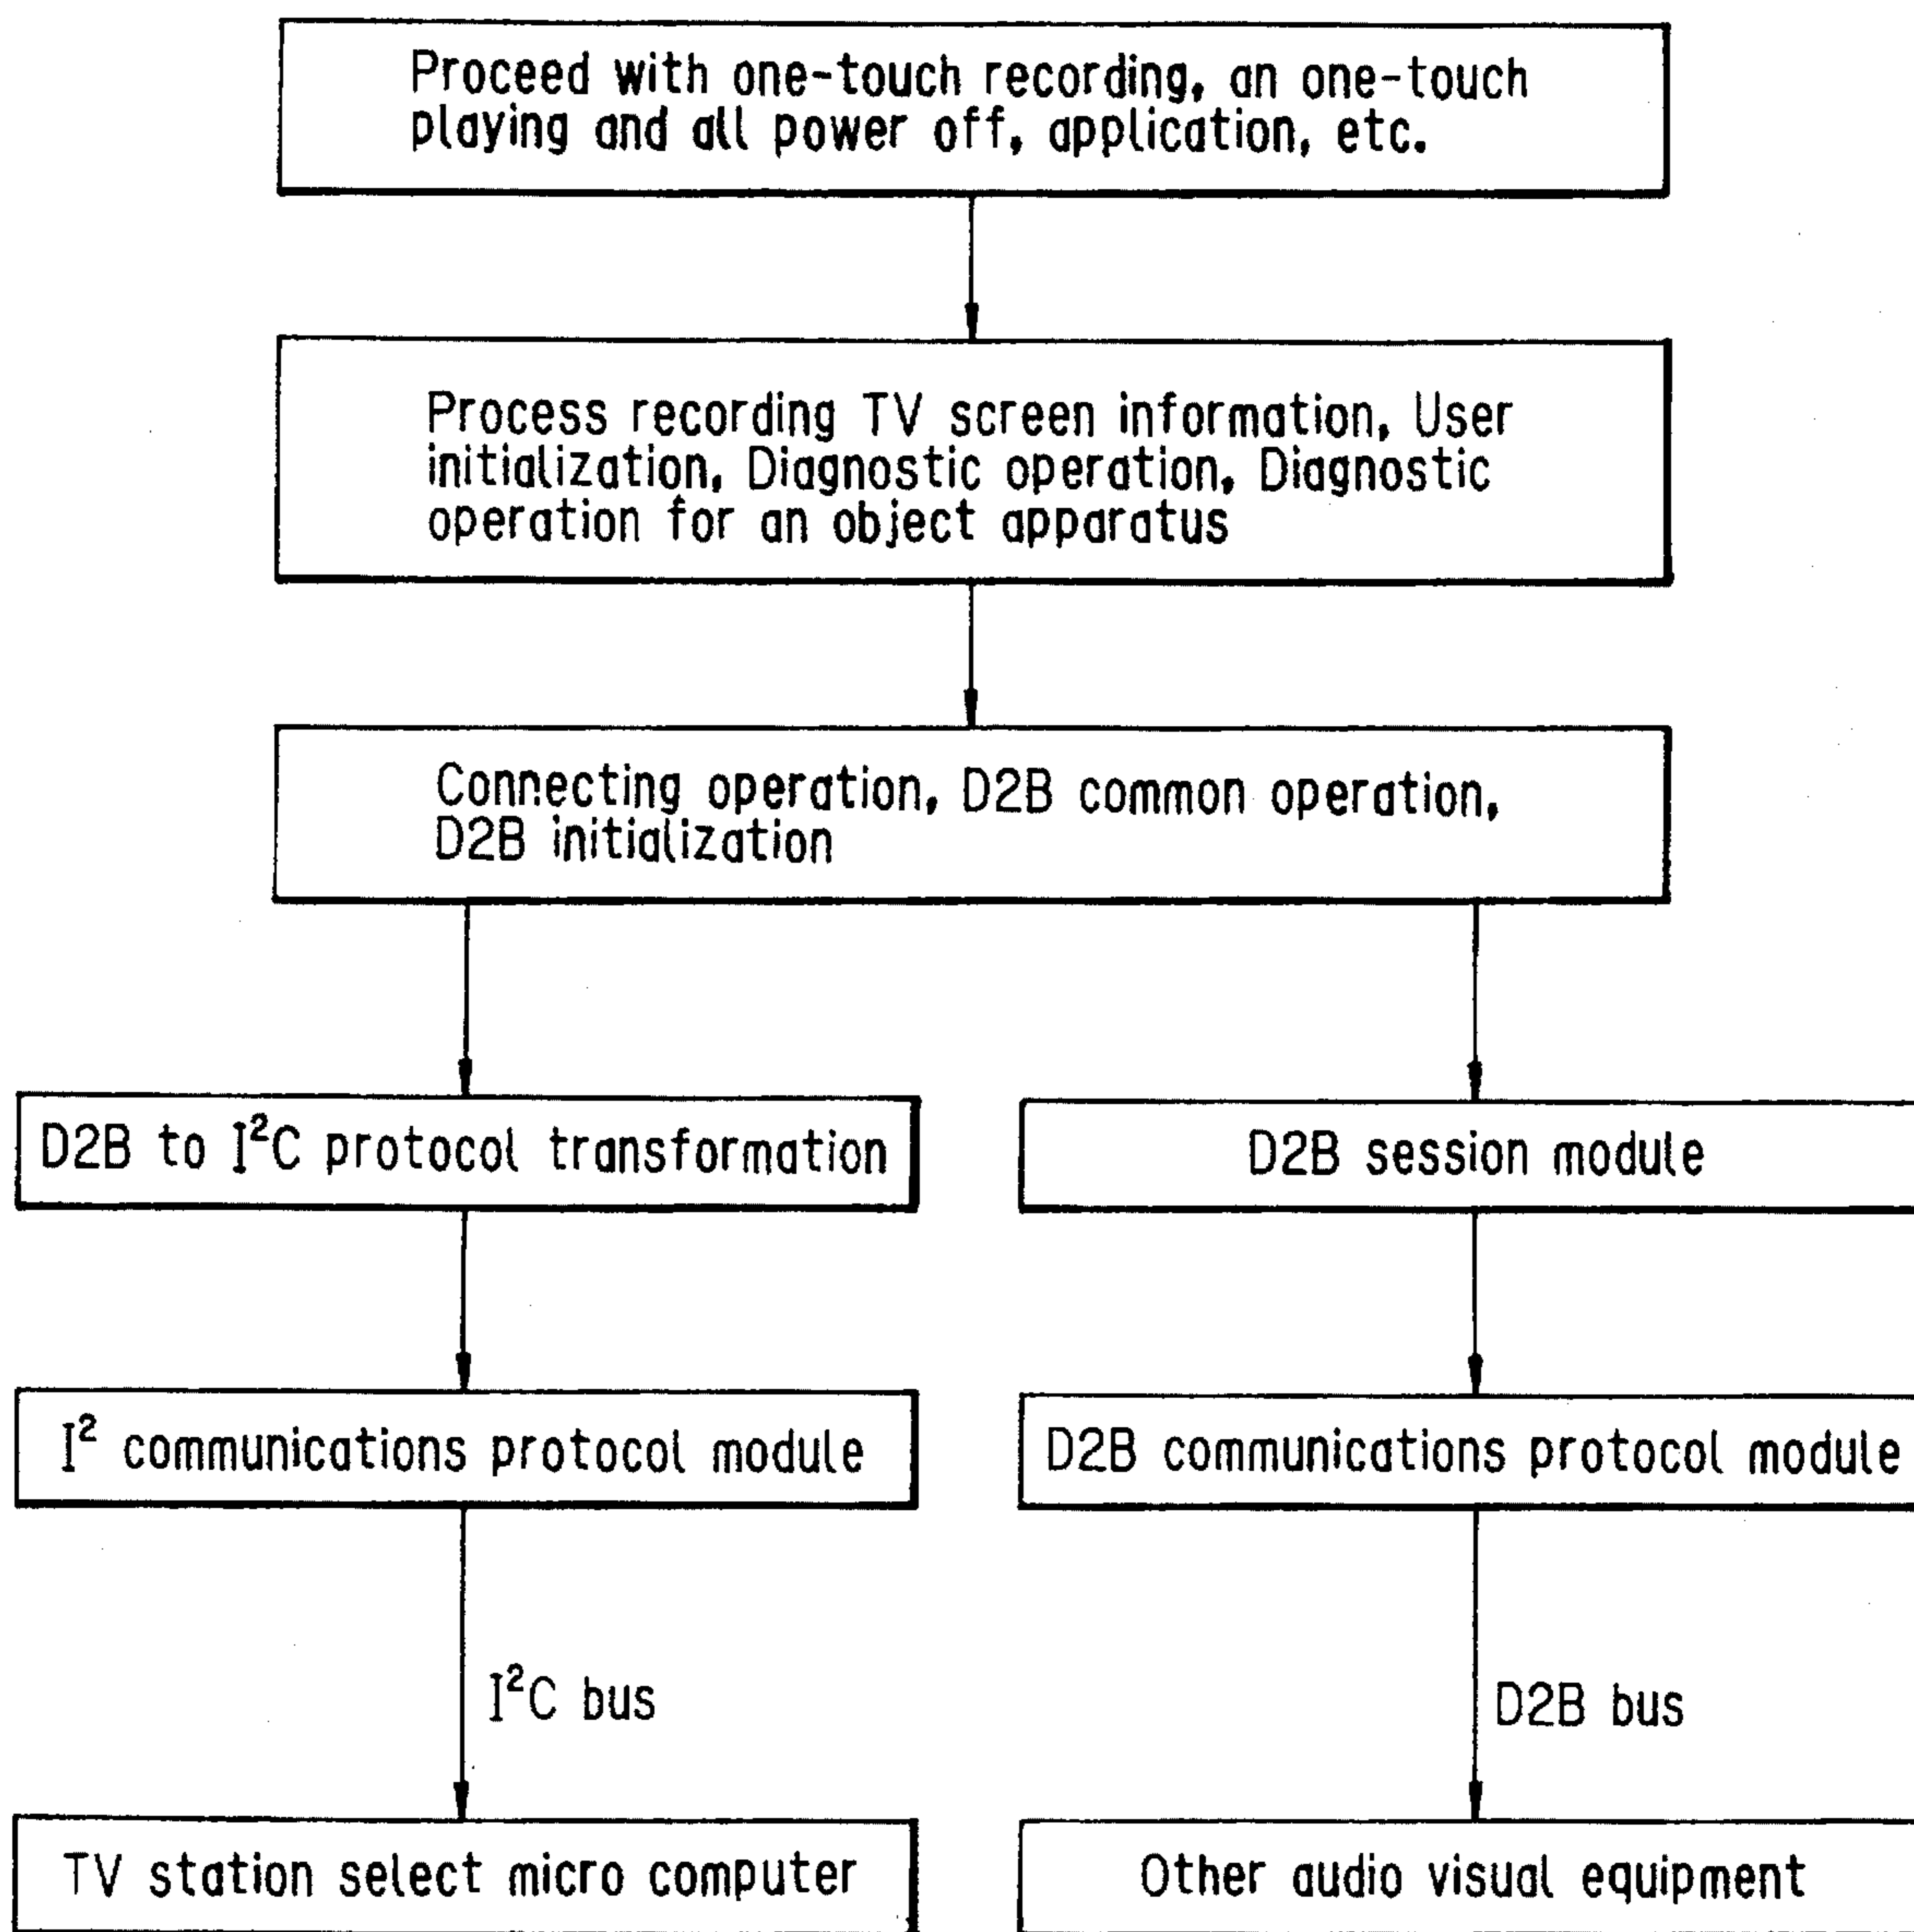 Proceed with one-touch recording, an one-touch
playing and all power off, application, etc.
Process recording TV screen information, User
initialization, Diagnostic operation, Diagnostic
operation for an object apparatus
Connecting operation, D2B common operation,
D2B initialization
D2B to I²C protocol transformation
D2B session module
I² communications protocol module
D2B communications protocol module
I²C bus
D2B bus
TV station select micro computer
Other audio visual equipment